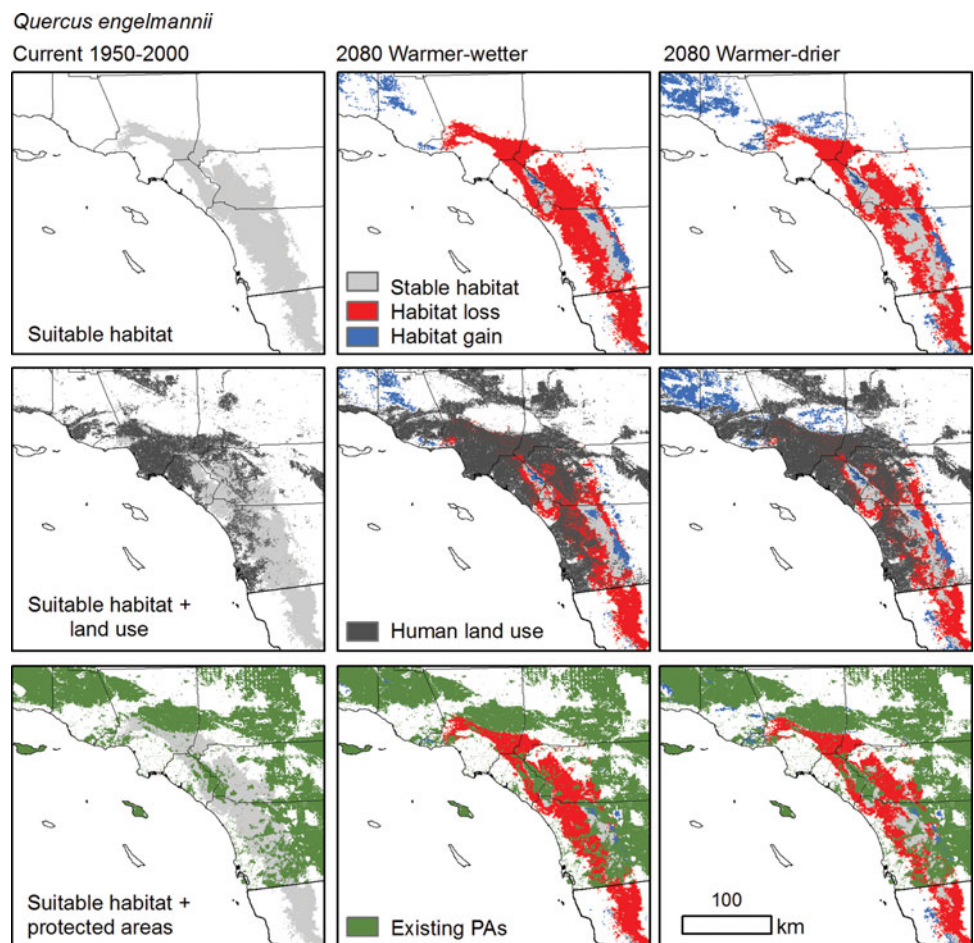 Quercus engelmannii
Current 1950-2000
2080 Warmer-wetter
2080 Warmer-drier
Suitable habitat
Stable habitat
Habitat loss
Habitat gain
Suitable habitat +
land use
Human land use
Suitable habitat +
protected areas
Existing PAs
100
km